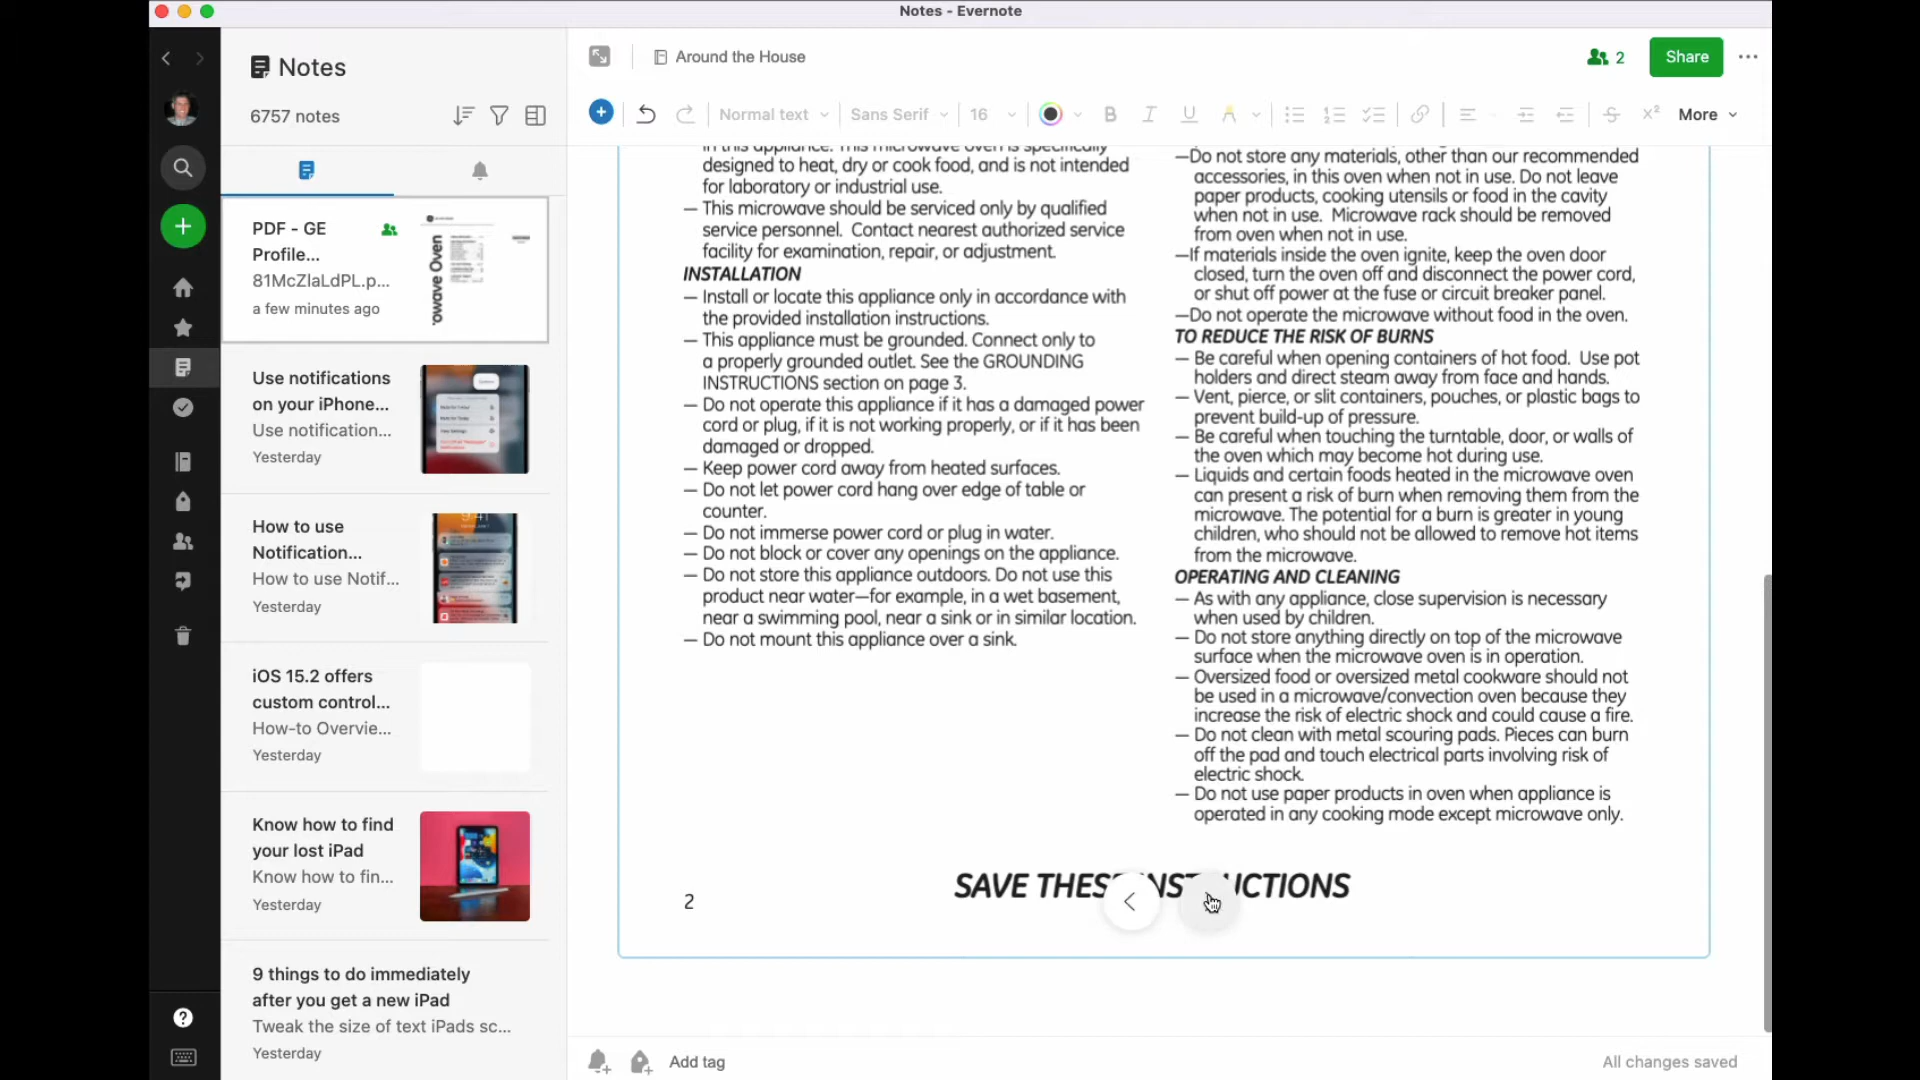 Notes - Evernote
Notes
6757 notes
PDF - GE
Profile...
81McZlaLdPL.p...
a few minutes ago
owave Oven
Use notifications
on your iPhone...
Use notification...
Yesterday
How to use
Notification...
How to use Notif...
Yesterday
iOS 15.2 offers
custom control...
How-to Overvie...
Yesterday
Know how to find
your lost iPad
Know how to fin...
Yesterday
9 things to do immediately
after you get a new iPad
Tweak the size of text iPads sc...
Yesterday
Around the House
2
Share
Normal text
Sans Serif
16
More
in this appliance. This microwave oven is specifically
designed to heat, dry or cook food, and is not intended
for laboratory or industrial use.
— This microwave should be serviced only by qualified
service personnel. Contact nearest authorized service
facility for examination, repair, or adjustment.
INSTALLATION
— Install or locate this appliance only in accordance with
the provided installation instructions.
— This appliance must be grounded. Connect only to
a properly grounded outlet. See the GROUNDING
INSTRUCTIONS section on page 3.
— Do not operate this appliance if it has a damaged power
cord or plug, if it is not working properly, or if it has been
damaged or dropped.
— Keep power cord away from heated surfaces.
— Do not let power cord hang over edge of table or
counter.
— Do not immerse power cord or plug in water.
— Do not block or cover any openings on the appliance.
— Do not store this appliance outdoors. Do not use this
product near water—for example, in a wet basement,
near a swimming pool, near a sink or in similar location.
— Do not mount this appliance over a sink.
—Do not store any materials, other than our recommended
accessories, in this oven when not in use. Do not leave
paper products, cooking utensils or food in the cavity
when not in use. Microwave rack should be removed
from oven when not in use.
—If materials inside the oven ignite, keep the oven door
closed, turn the oven off and disconnect the power cord,
or shut off power at the fuse or circuit breaker panel.
—Do not operate the microwave without food in the oven.
TO REDUCE THE RISK OF BURNS
— Be careful when opening containers of hot food. Use pot
holders and direct steam away from face and hands.
— Vent, pierce, or slit containers, pouches, or plastic bags to
prevent build-up of pressure.
— Be careful when touching the turntable, door, or walls of
the oven which may become hot during use.
— Liquids and certain foods heated in the microwave oven
can present a risk of burn when removing them from the
microwave. The potential for a burn is greater in young
children, who should not be allowed to remove hot items
from the microwave.
OPERATING AND CLEANING
— As with any appliance, close supervision is necessary
when used by children.
— Do not store anything directly on top of the microwave
surface when the microwave oven is in operation.
— Oversized food or oversized metal cookware should not
be used in a microwave/convection oven because they
increase the risk of electric shock and could cause a fire.
— Do not clean with metal scouring pads. Pieces can burn
off the pad and touch electrical parts involving risk of
electric shock.
— Do not use paper products in oven when appliance is
operated in any cooking mode except microwave only.
2
SAVE THESE INSTRUCTIONS
Add tag
All changes saved